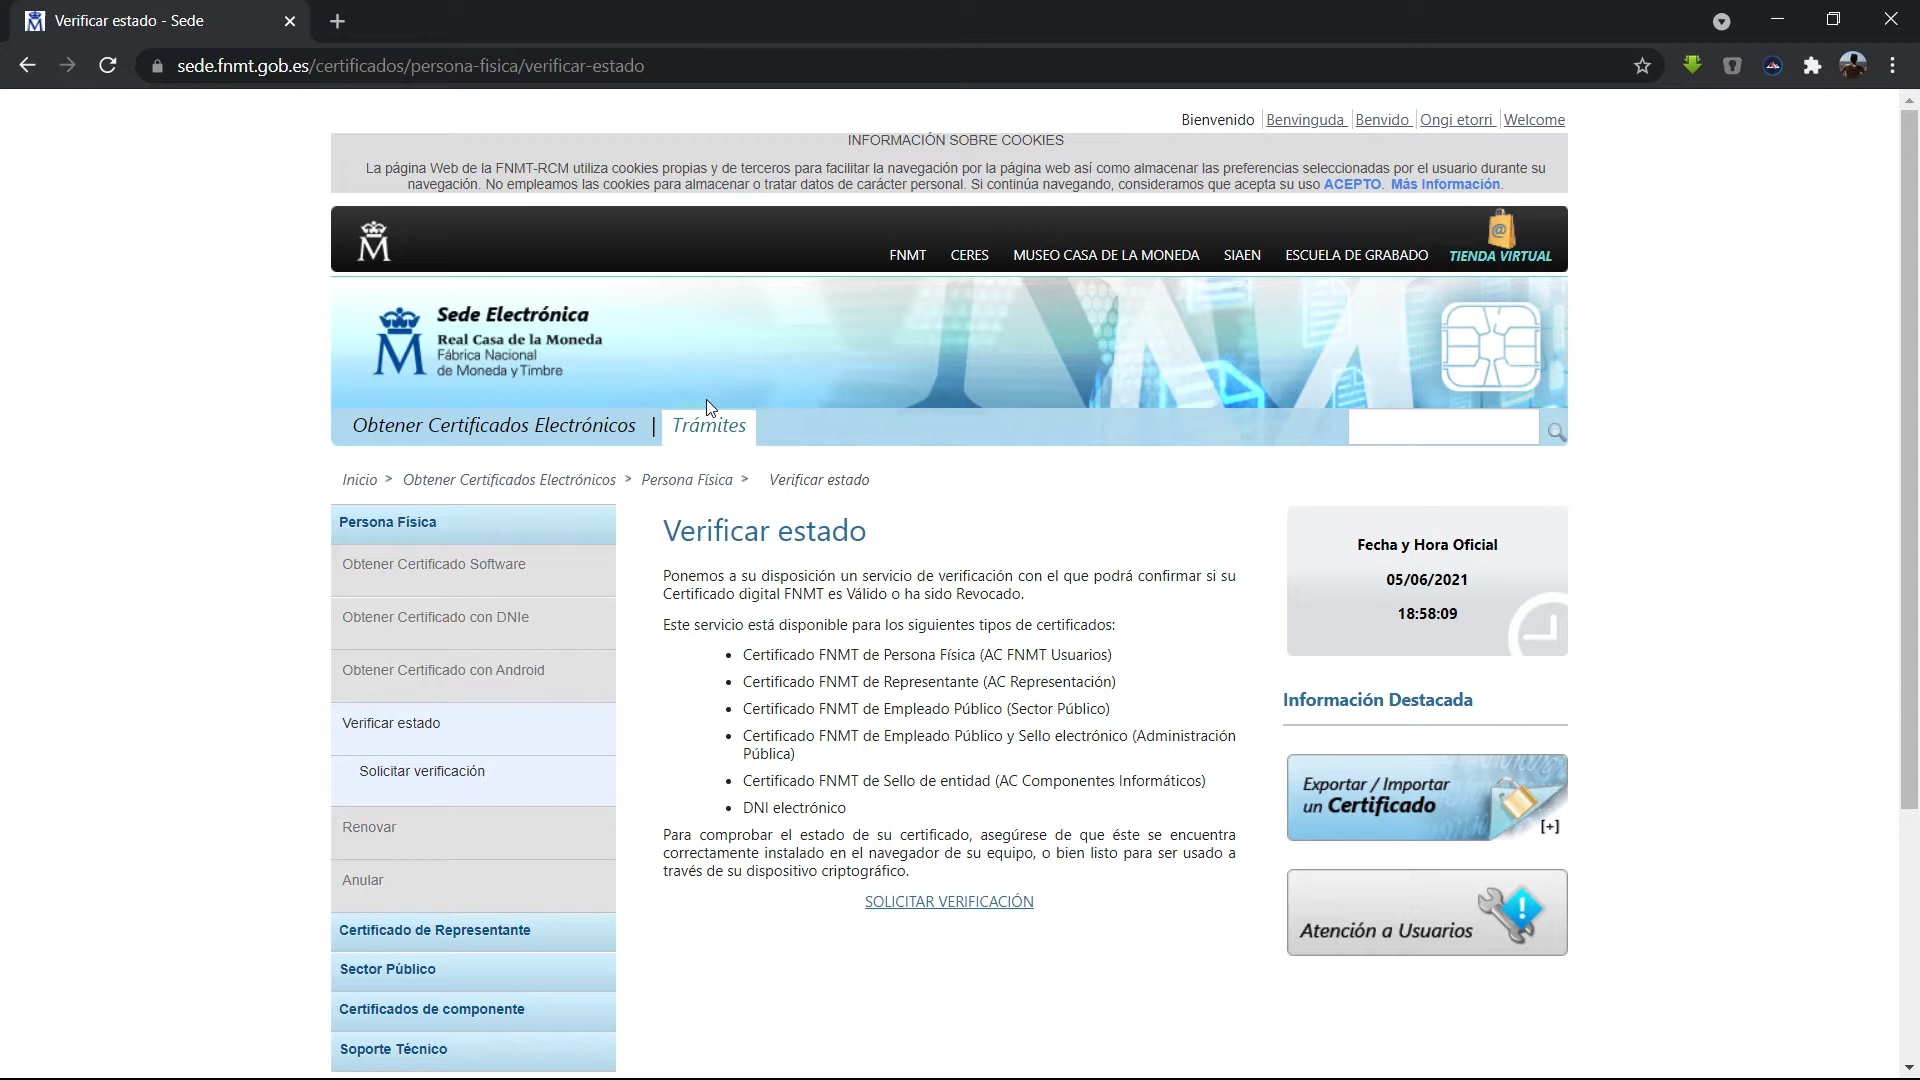 Verificar estado - Sede
sede.fnmt.gob.es/certificados/persona-fisica/verificar-estado
Bienvenido Benvinguda Benvido Ongi etorri Welcome
INFORMACIÓN SOBRE COOKIES
La página Web de la FNMT-RCM utiliza cookies propias y de terceros para facilitar la navegación por la página web así como almacenar las preferencias seleccionadas por el usuario durante su
navegación. No empleamos las cookies para almacenar o tratar datos de carácter personal. Si continúa navegando, consideramos que acepta su uso ACEPTO. Más Información.
FNMT CERES MUSEO CASA DE LA MONEDA SIAEN ESCUELA DE GRABADO TIENDA VIRTUAL
Sede Electrónica
Real Casa de la Moneda
Fábrica Nacional
de Moneda y Timbre
Obtener Certificados Electrónicos | Trámites
Inicio > Obtener Certificados Electrónicos > Persona Física > Verificar estado
Persona Física
Obtener Certificado Software
Obtener Certificado con DNIe
Obtener Certificado con Android
Verificar estado
Solicitar verificación
Renovar
Anular
Certificado de Representante
Sector Público
Certificados de componente
Soporte Técnico
Verificar estado
Ponemos a su disposición un servicio de verificación con el que podrá confirmar si su
Certificado digital FNMT es Válido o ha sido Revocado.
Este servicio está disponible para los siguientes tipos de certificados:
• Certificado FNMT de Persona Física (AC FNMT Usuarios)
• Certificado FNMT de Representante (AC Representación)
• Certificado FNMT de Empleado Público (Sector Público)
• Certificado FNMT de Empleado Público y Sello electrónico (Administración
Pública)
• Certificado FNMT de Sello de entidad (AC Componentes Informáticos)
• DNI electrónico
Para comprobar el estado de su certificado, asegúrese de que éste se encuentra
correctamente instalado en el navegador de su equipo, o bien listo para ser usado a
través de su dispositivo criptográfico.
SOLICITAR VERIFICACIÓN
Fecha y Hora Oficial
05/06/2021
18:58:09
Información Destacada
Exportar / Importar
un Certificado
[+]
Atención a Usuarios